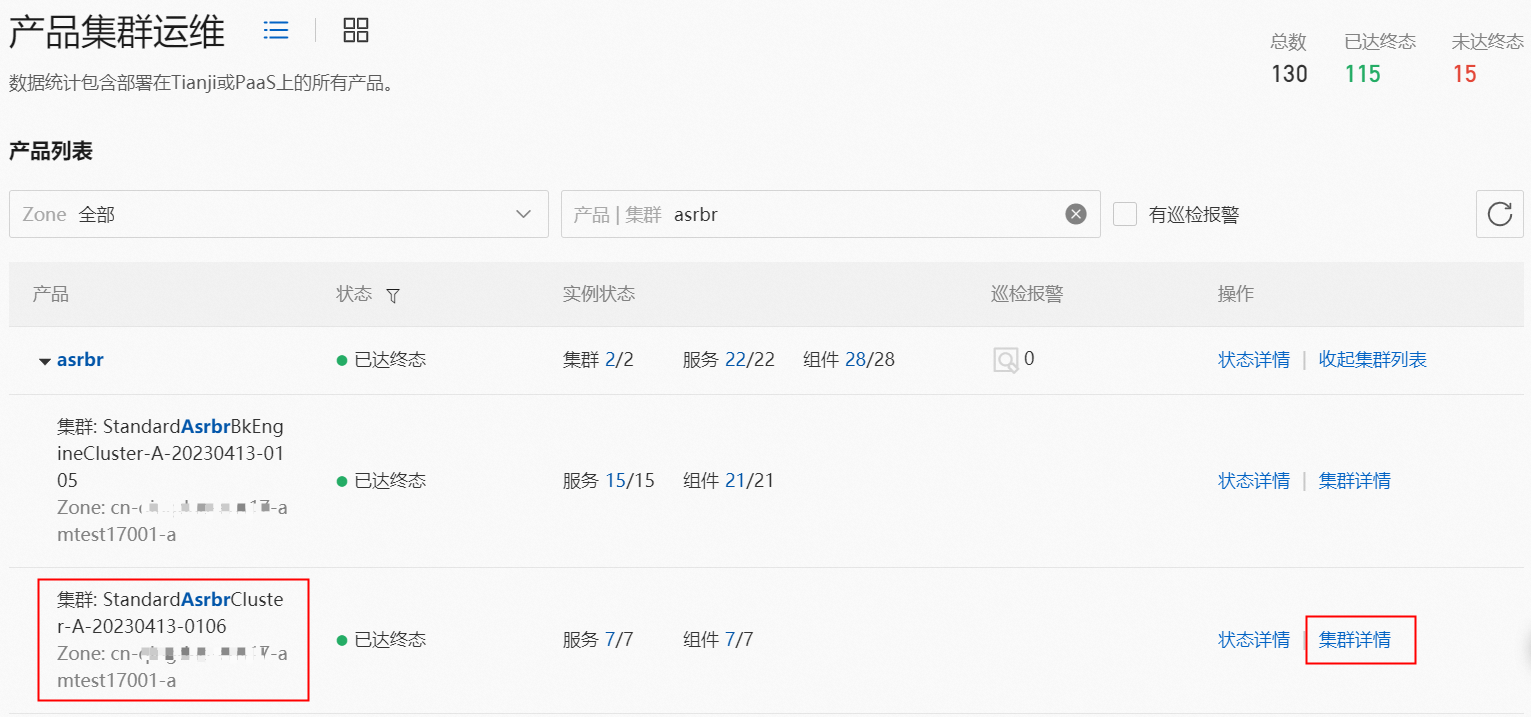 产品集群运维
总数 已达终态 未达终态
130 115 15
数据统计包含部署在Tianji或PaaS上的所有产品。
产品列表
Zone 全部 产品 | 集群 asrbr 有巡检报警
产品 状态 实例状态 巡检报警 操作
asrbr 已达终态 集群 2/2 服务 22/22 组件 28/28 0 状态详情 | 收起集群列表
集群: StandardAsrbrBkEng
ineCluster-A-20230413-01
05
Zone: cn- -a
mtest17001-a
已达终态 服务 15/15 组件 21/21 状态详情 | 集群详情
集群: StandardAsrbrCluste
r-A-20230413-0106
Zone: cn- -a
mtest17001-a
已达终态 服务 7/7 组件 7/7 状态详情 | 集群详情